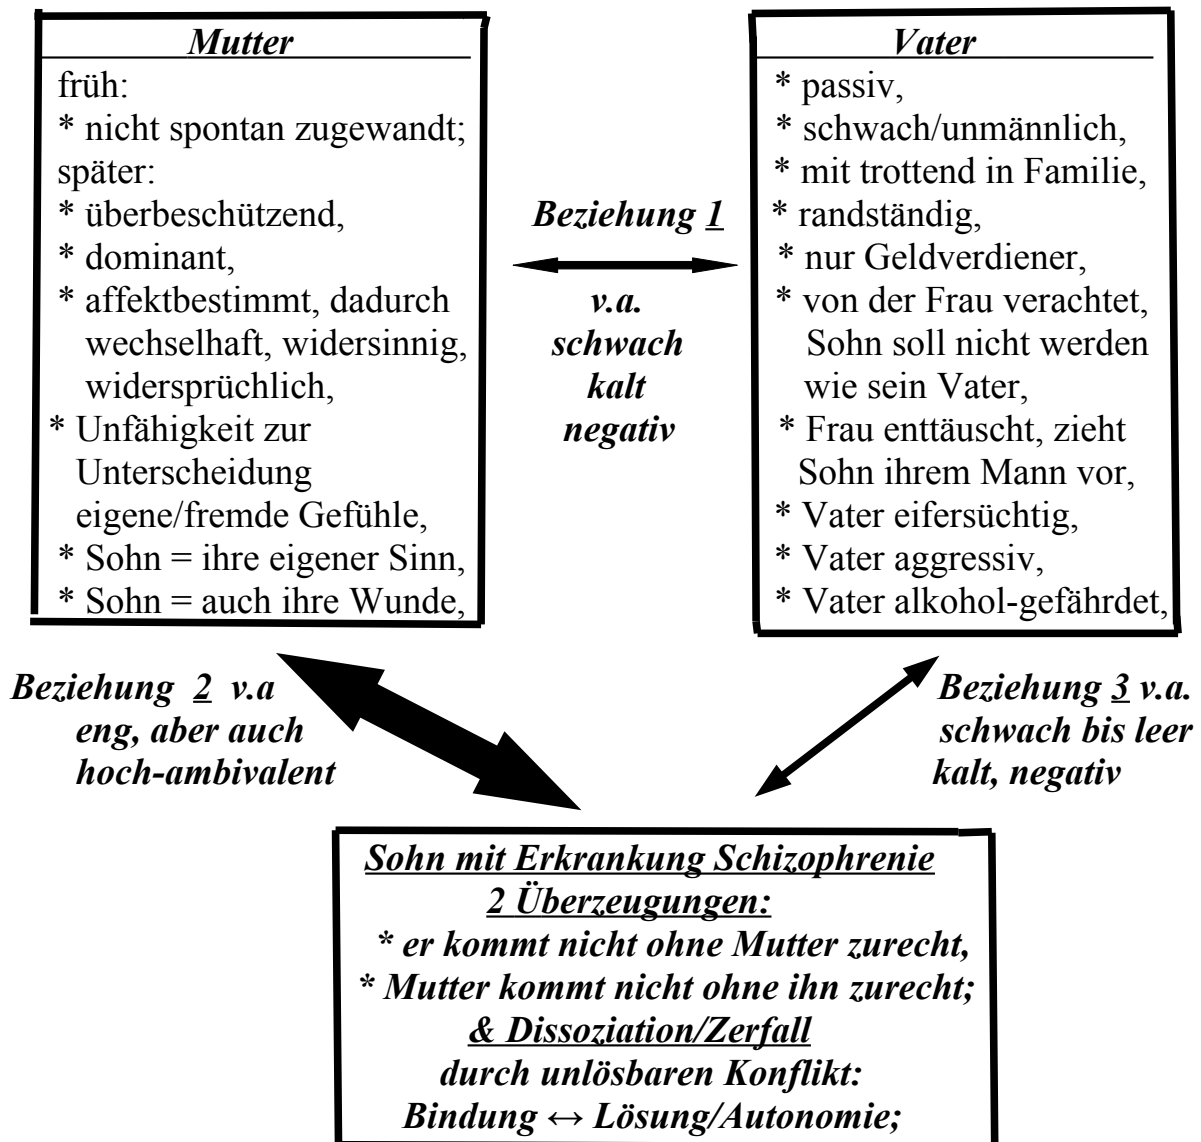 Mutter
früh:
* nicht spontan zugewandt;
später:
* überbeschützend,
* dominant,
* affektbestimmt, dadurch
wechselhaft, widersinnig,
widersprüchlich,
* Unfähigkeit zur
Unterscheidung
eigene/fremde Gefühle,
* Sohn = ihre eigener Sinn,
* Sohn = auch ihre Wunde,
Beziehung 1
v.a.
schwach
kalt
negativ
Vater
* passiv,
* schwach/unmännlich,
* mit trottend in Familie,
* randständig,
* nur Geldverdiener,
* von der Frau verachtet,
Sohn soll nicht werden
wie sein Vater,
* Frau enttäuscht, zieht
Sohn ihrem Mann vor,
* Vater eifersüchtig,
* Vater aggressiv,
* Vater alkohol-gefährdet,
Beziehung 2 v.a
eng, aber auch
hoch-ambivalent
Beziehung 3 v.a.
schwach bis leer
kalt, negativ
Sohn mit Erkrankung Schizophrenie
2 Überzeugungen:
* er kommt nicht ohne Mutter zurecht,
* Mutter kommt nicht ohne ihn zurecht;
& Dissoziation/Zerfall
durch unlösbaren Konflikt:
Bindung ↔ Lösung/Autonomie;